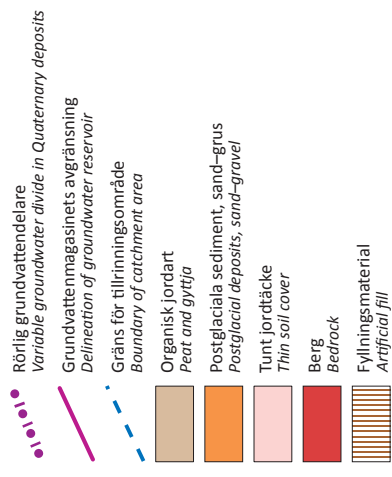 Rörlig grundvattendelare
Variable groundwater divide in Quaternary deposits
Grundvattenmagasinets avgränsning
Delineation of groundwater reservoir
Gräns för tillrinningsområde
Boundary of catchment area
Organisk jordart
Peat and gyttja
Postglaciala sediment, sand–grus
Postglacial deposits, sand–gravel
Tunt jordtäcke
Thin soil cover
Berg
Bedrock
Fyllningsmaterial
Artificial fill